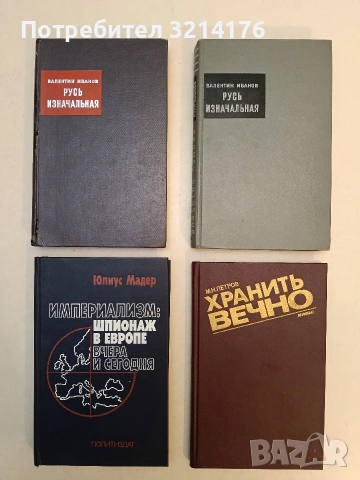 Потребител 3214176
ВАЛЕНТИН ИВАНОВ
РУСЬ
ИЗНАЧАЛЬНАЯ
ВАЛЕНТИН ИВАНОВ
РУСЬ
ИЗНАЧАЛЬНАЯ
Юлиус Мадер
ИМПЕРИАЛИЗМ:
ШПИОНАЖ
В ЕВРОПЕ
ВЧЕРА
И СЕГОДНЯ
ПОЛИТИЗДАТ
М.Н.ПЕТРОВ
ХРАНИТЬ
ВЕЧНО
BAZAR
bg